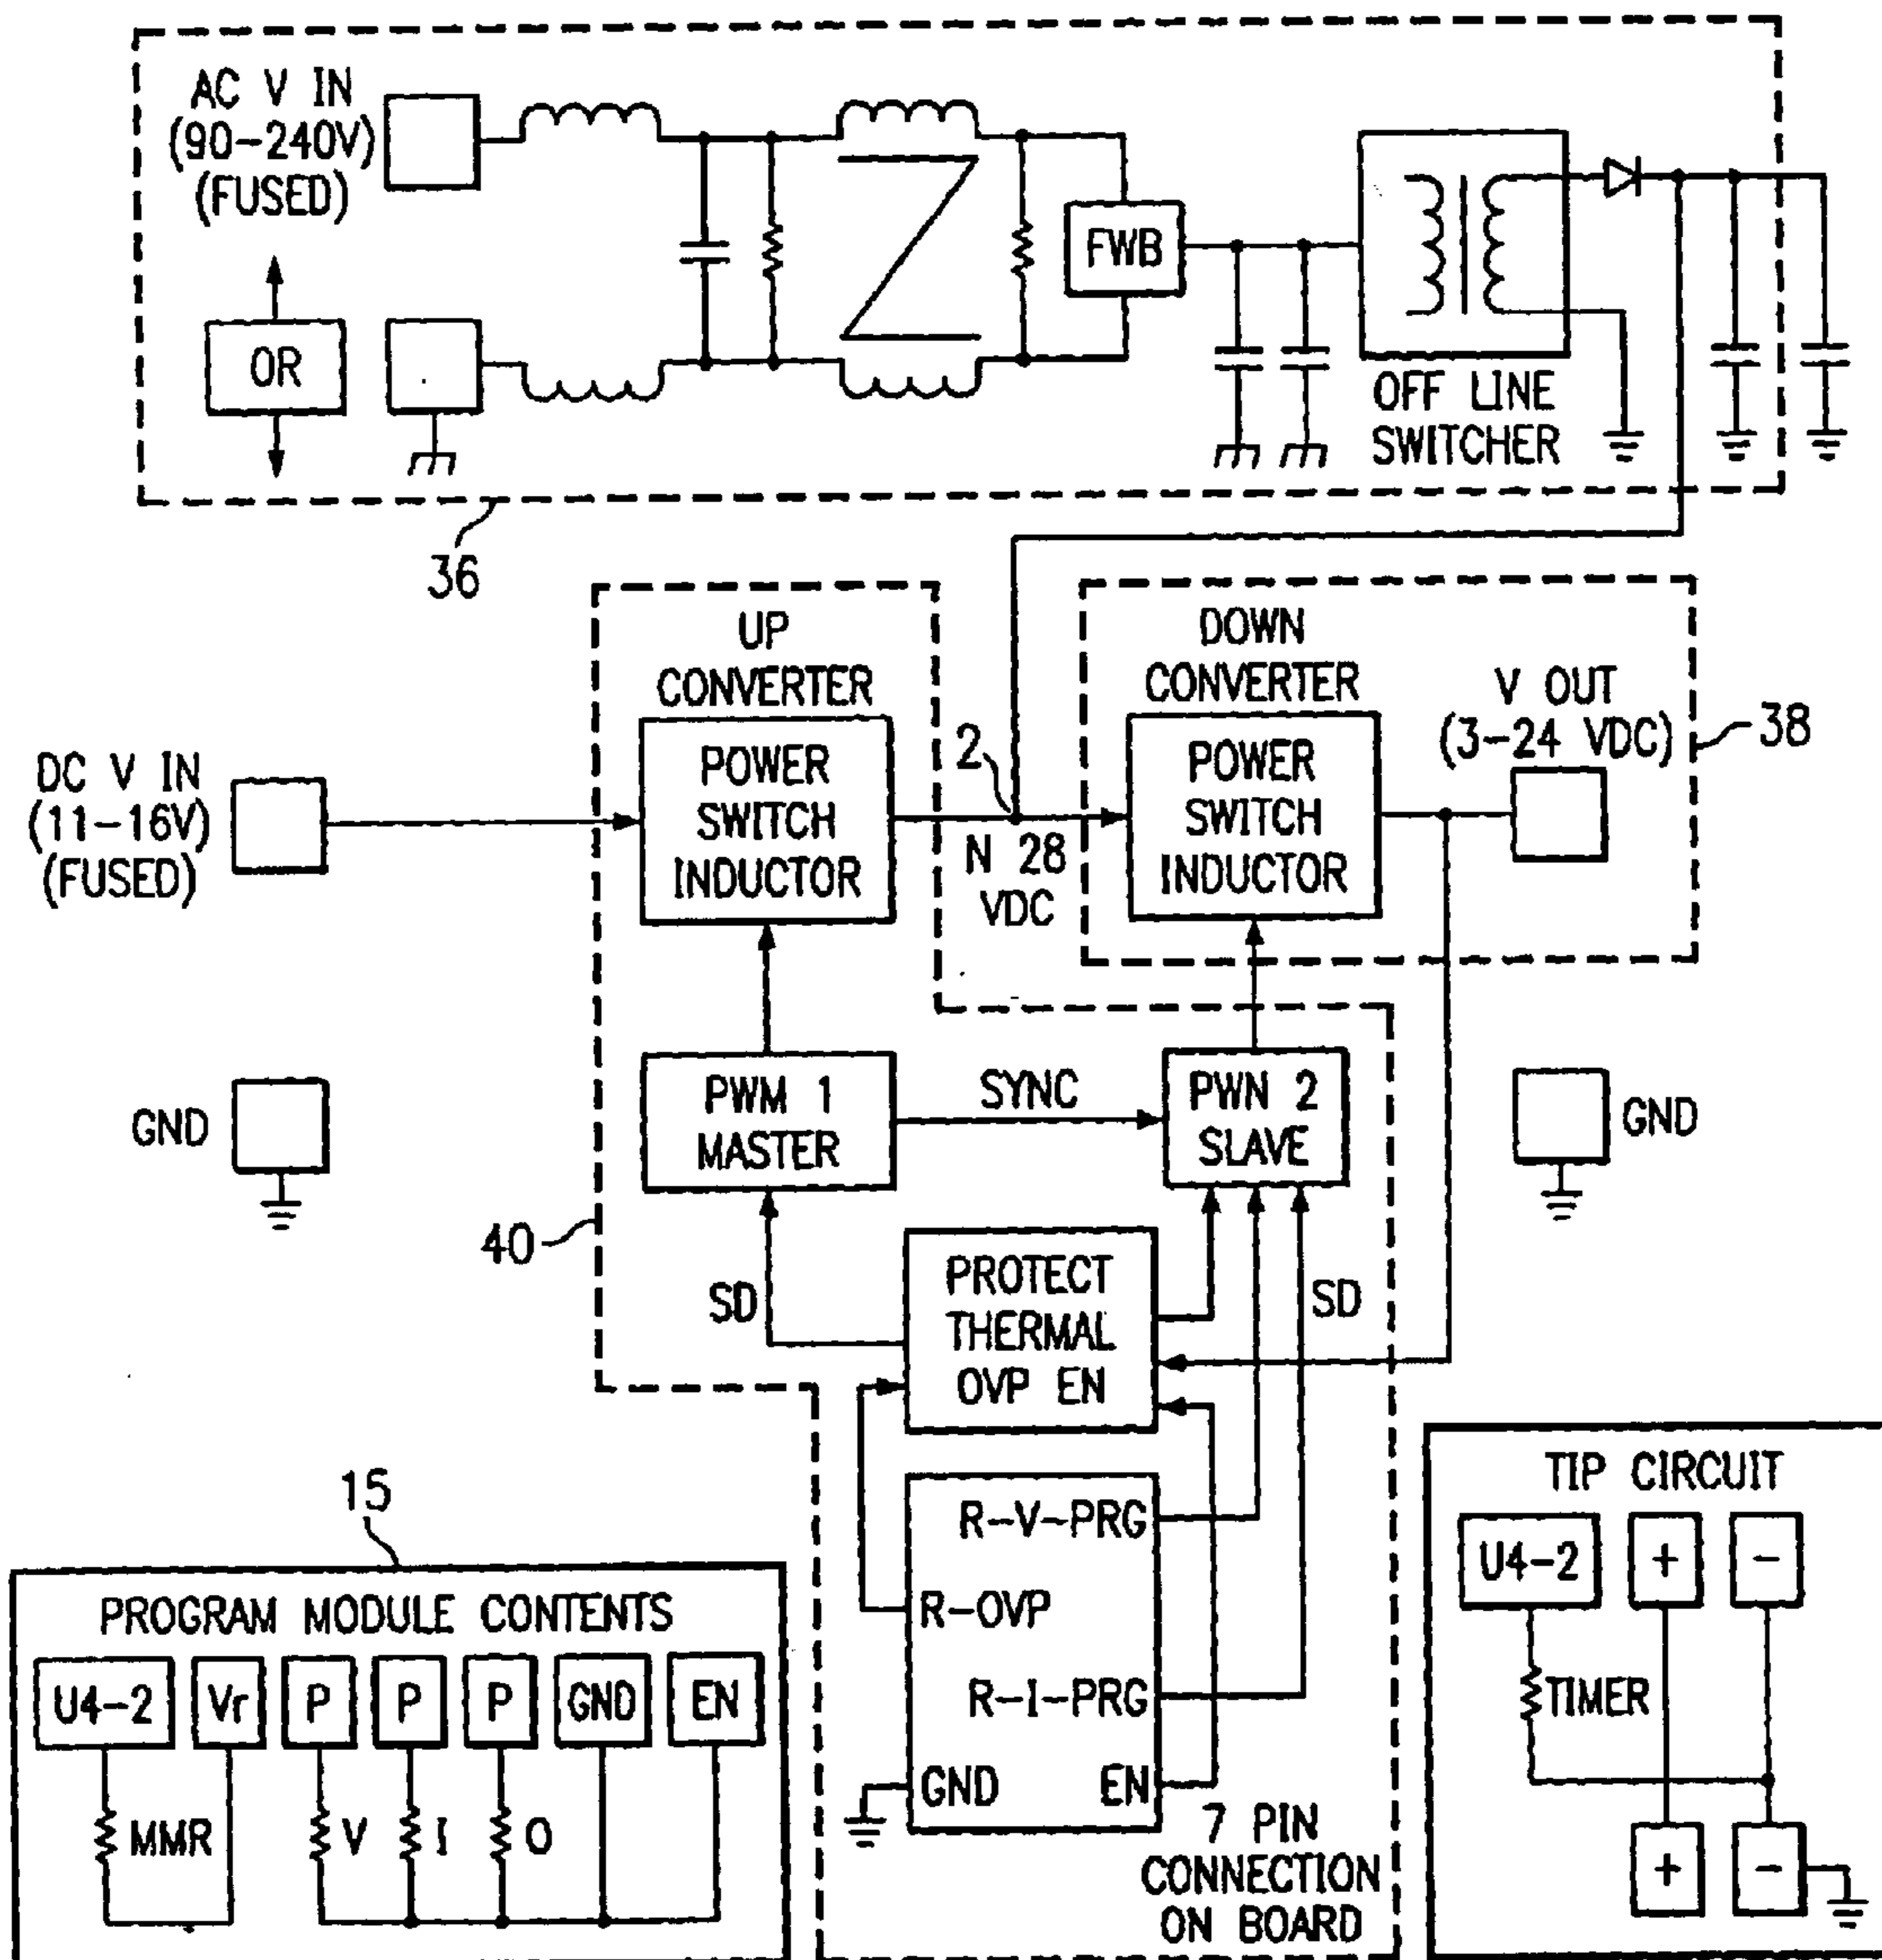 AC V IN
(90-240V)
(FUSED)
OR
FWB
OFF LINE
SWITCHER
36
UP
CONVERTER
POWER
SWITCH
INDUCTOR
DOWN
CONVERTER
POWER
SWITCH
INDUCTOR
V OUT
(3-24 VDC)
38
DC V IN
(11-16V)
(FUSED)
2
N 28
VDC
GND
PWM 1
MASTER
SYNC
PWN 2
SLAVE
GND
40
SD
PROTECT
THERMAL
OVP EN
SD
R-V-PRG
R-OVP
R-I-PRG
GND
EN
7 PIN
CONNECTION
ON BOARD
15
PROGRAM MODULE CONTENTS
U4-2 Vr P P P GND EN
MMR V I O
TIP CIRCUIT
U4-2 + -
TIMER
+ -